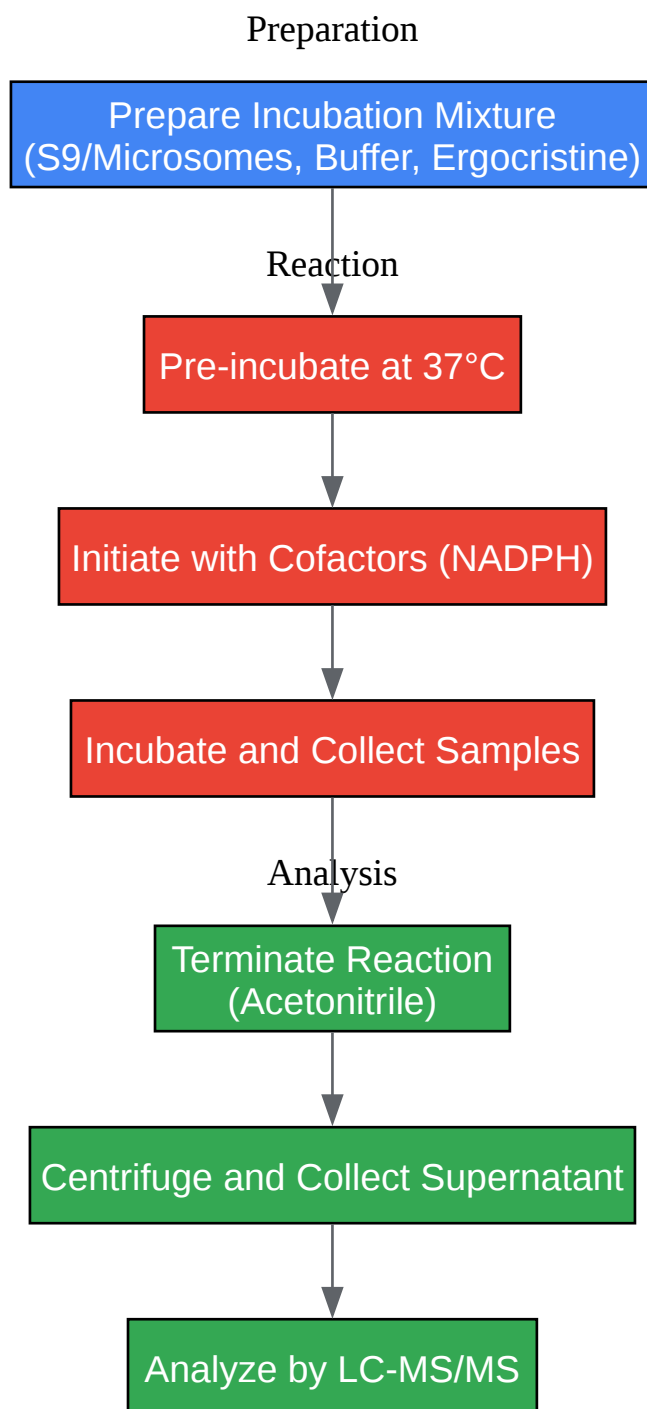 Preparation
Prepare Incubation Mixture
(S9/Microsomes, Buffer, Ergocristine)
Reaction
Pre-incubate at 37°C
Initiate with Cofactors (NADPH)
Incubate and Collect Samples
Analysis
Terminate Reaction
(Acetonitrile)
Centrifuge and Collect Supernatant
Analyze by LC-MS/MS